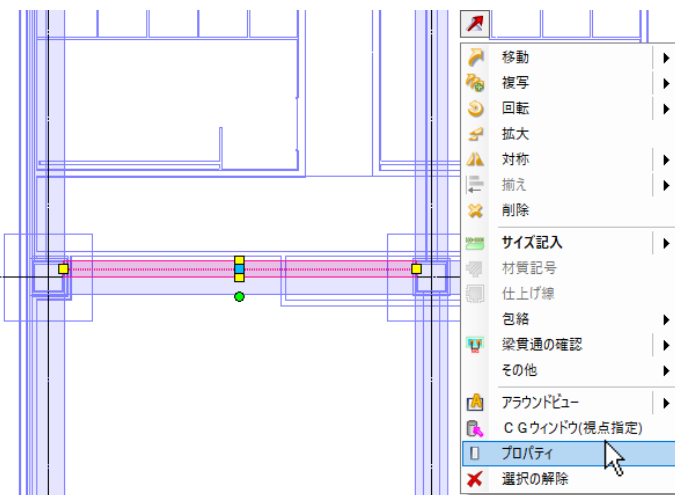 移動
複写
回転
拡大
対称
揃え
削除
サイズ記入
材質記号
仕上げ線
包絡
梁貫通の確認
その他
アラウンドビュー
ＣＧウィンドウ(視点指定)
プロパティ
選択の解除